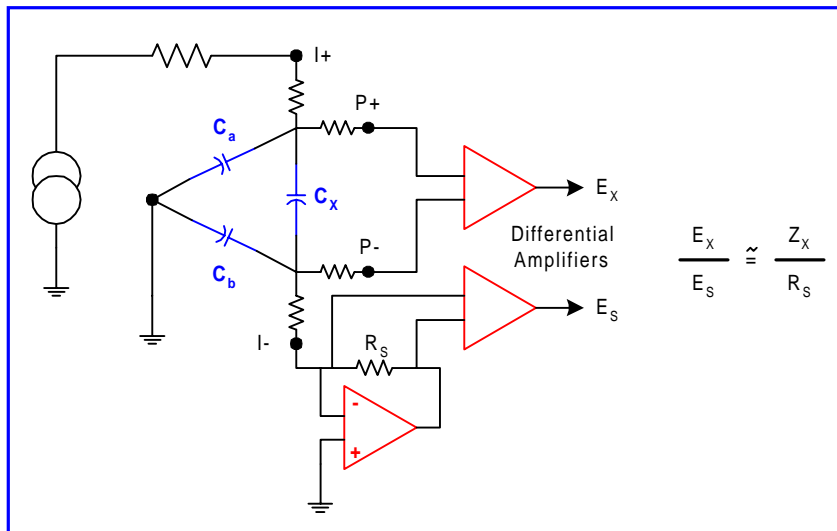 I+
P+
Ca
CX
EX
P-
Differential
Amplifiers
EX
ES
≅
ZX
RS
Cb
ES
I-
RS
-
+